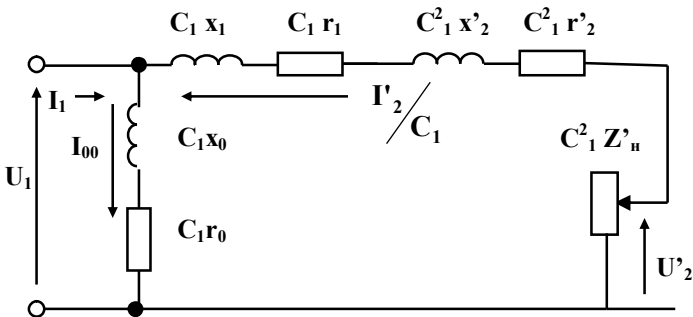 C₁ x₁
C₁ r₁
C²₁ x'₂
C²₁ r'₂
I₁
I'₂/C₁
I₀₀
C₁x₀
C²₁ Z'ₙ
U₁
C₁r₀
U'₂